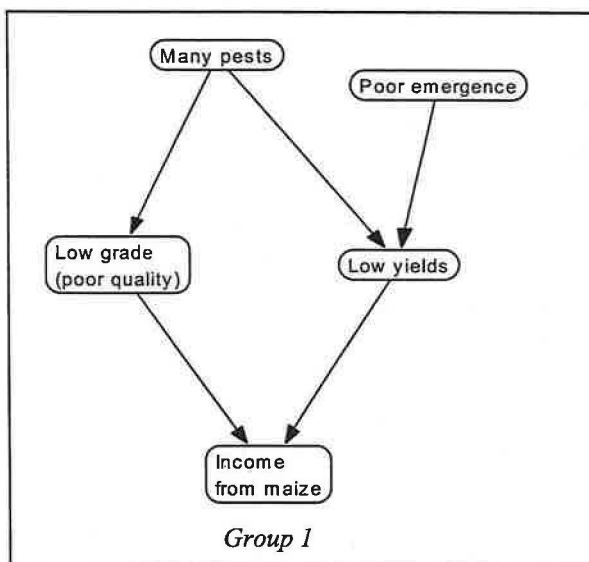 Many pests
Poor emergence
Low grade
(poor quality)
Low yields
Income
from maize
Group 1